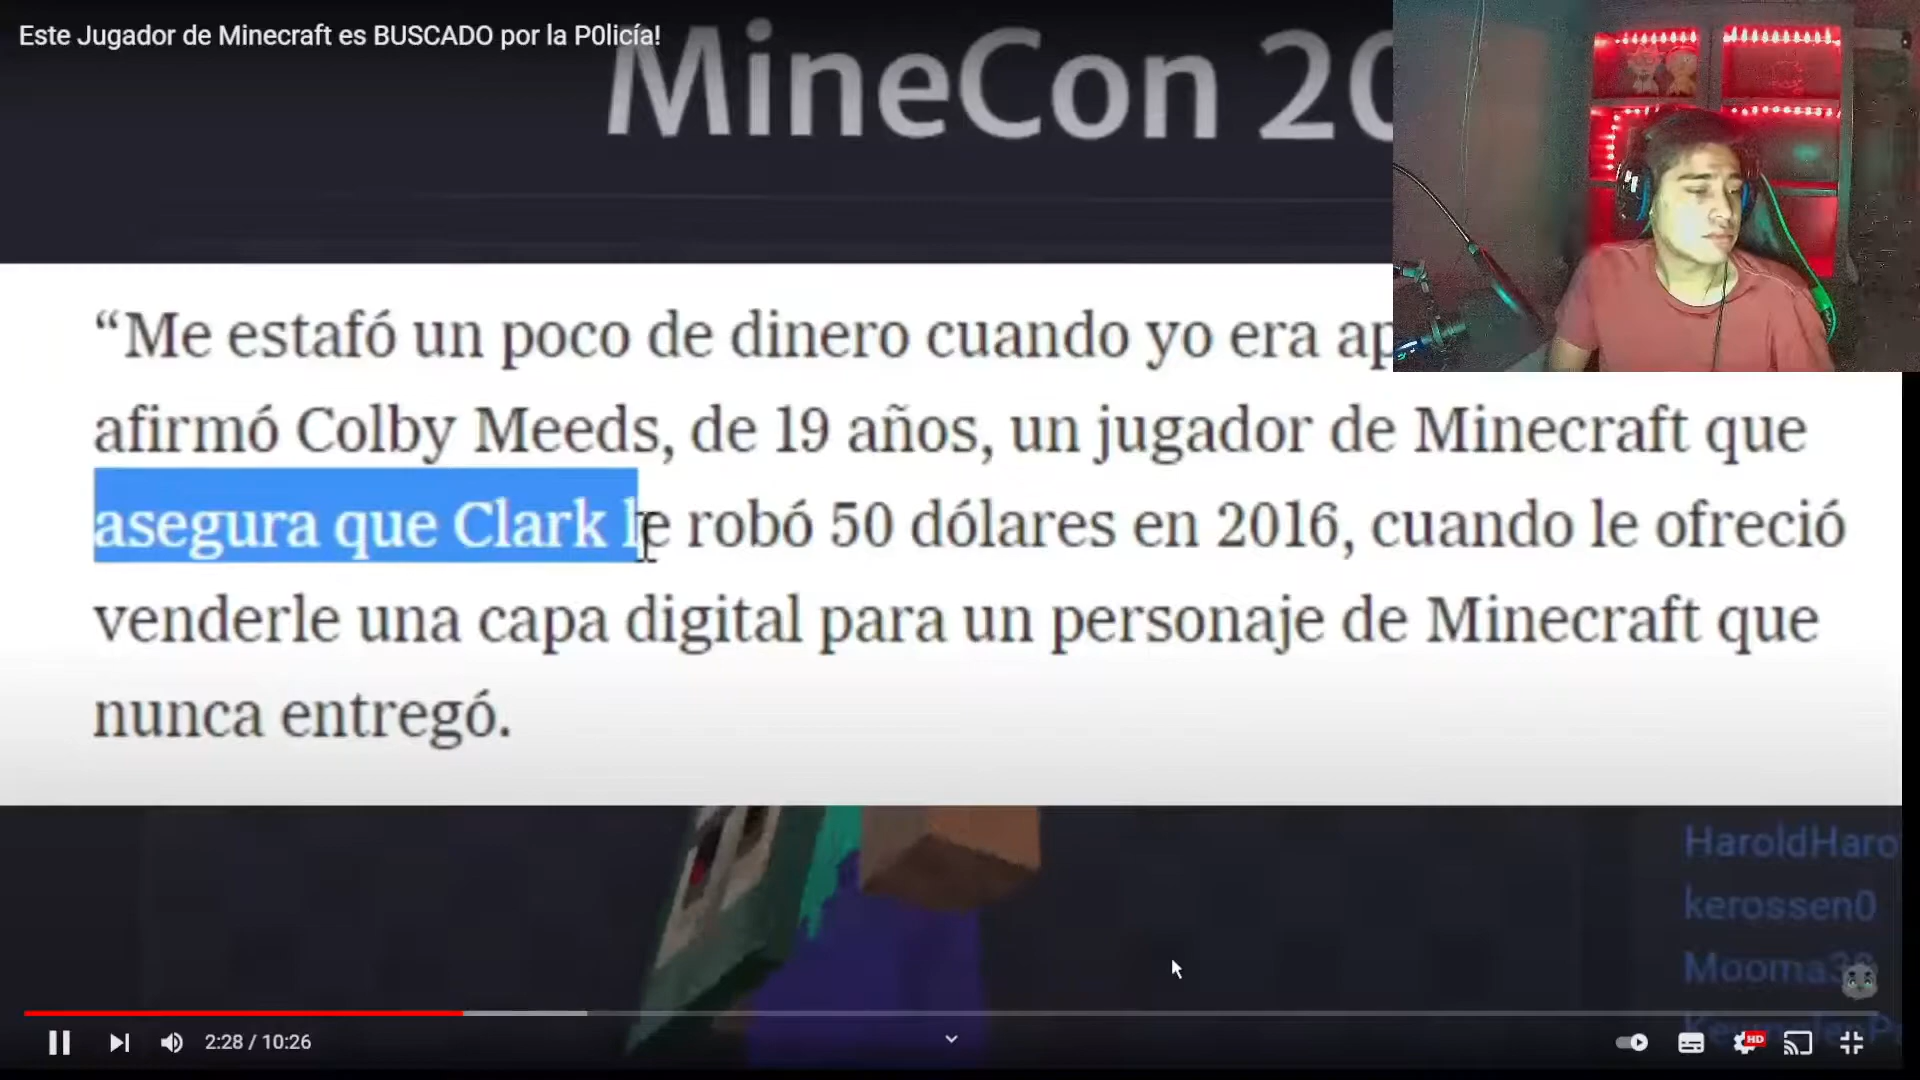 Este Jugador de Minecraft es BUSCADO por la P0licía!
MineCon 20
“Me estafó un poco de dinero cuando yo era
afirmó Colby Meeds, de 19 años, un jugador de Minecraft que
asegura que Clark le robó 50 dólares en 2016, cuando le ofreció
venderle una capa digital para un personaje de Minecraft que
nunca entregó.
HaroldHaro
kerossen0
2:28 / 10:26
HD